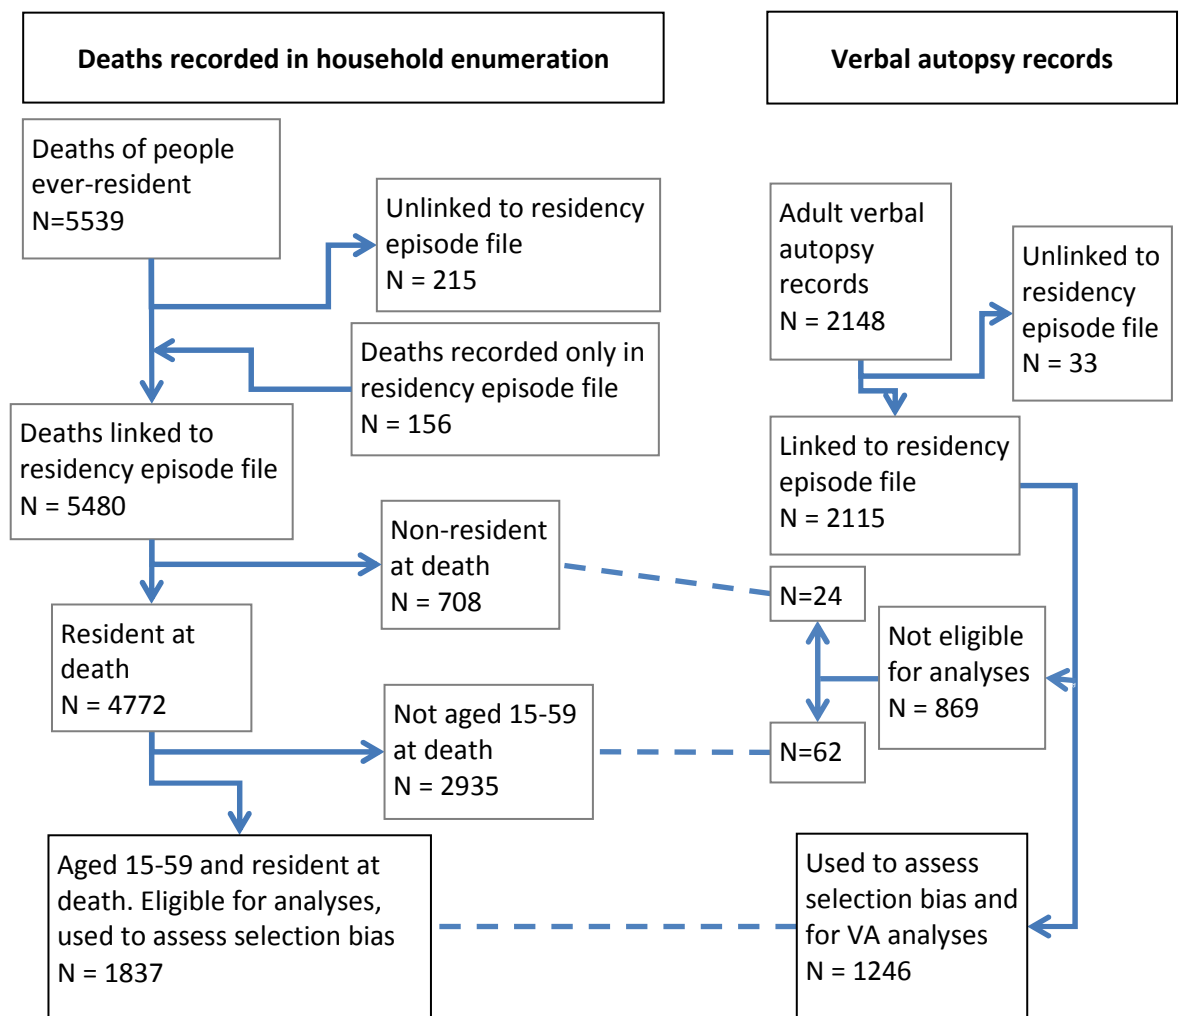 Deaths recorded in household enumeration
Verbal autopsy records
Deaths of people
ever-resident
N=5539
Unlinked to residency
episode file
N = 215
Deaths recorded only in
residency episode file
N = 156
Deaths linked to
residency episode file
N = 5480
Non-resident
at death
N = 708
Resident at
death
N = 4772
Not aged 15-59
at death
N = 2935
Aged 15-59 and resident at
death. Eligible for analyses,
used to assess selection bias
N = 1837
Adult verbal
autopsy
records
N = 2148
Unlinked to
residency
episode file
N = 33
Linked to residency
episode file
N = 2115
N=24
Not eligible
for analyses
N = 869
N=62
Used to assess
selection bias and
for VA analyses
N = 1246